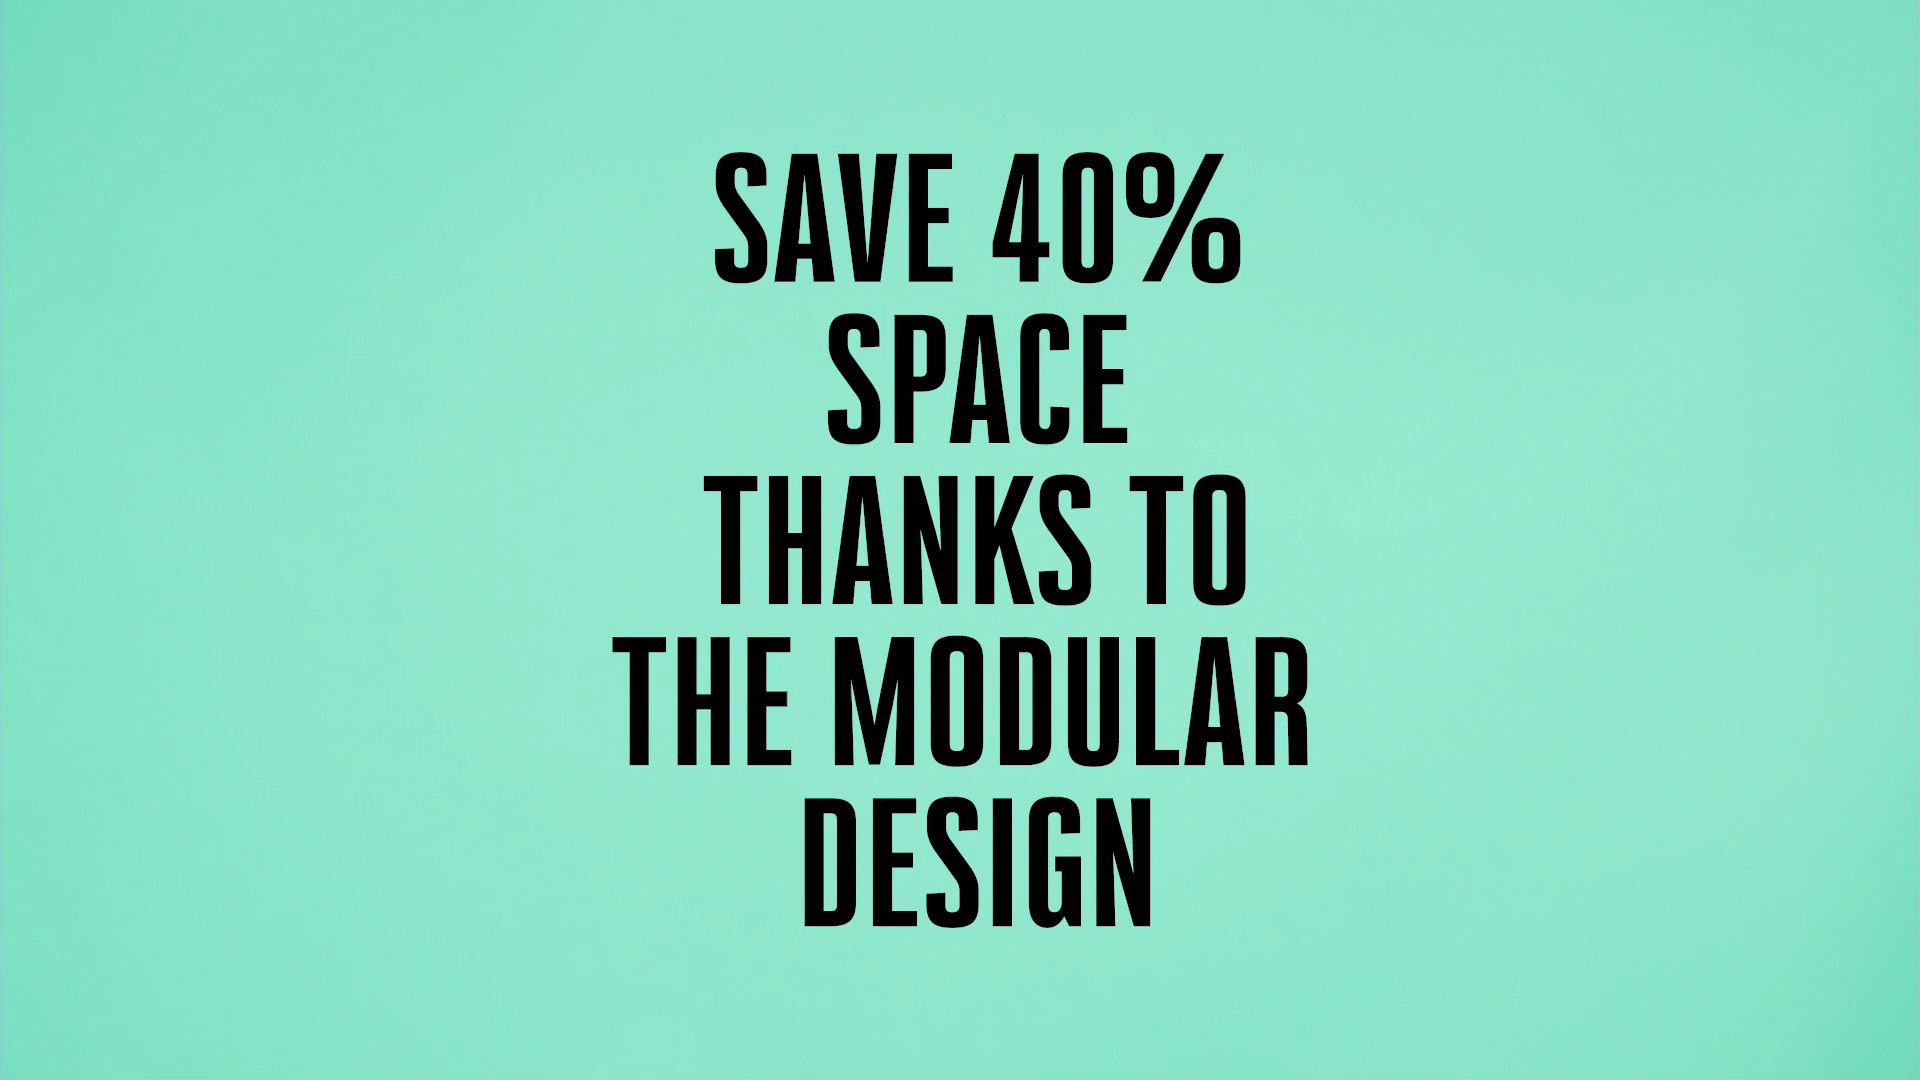 SAVE 40%
SPACE
THANKS TO
THE MODULAR
DESIGN